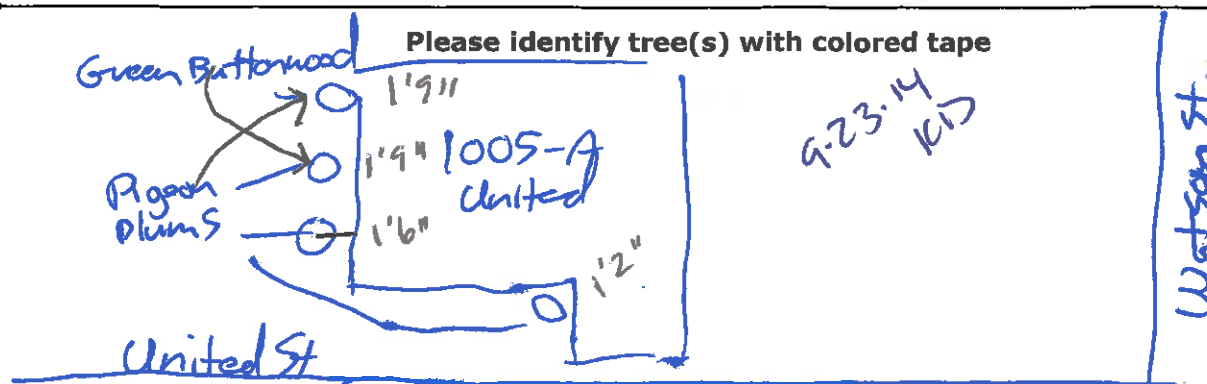 Please identify tree(s) with colored tape
Green Buttonwood
1'9"
9.23.14
KD
1'9"
1005-A
United
Pigeon
Plums
1'6"
1'2"
United St
Watson St